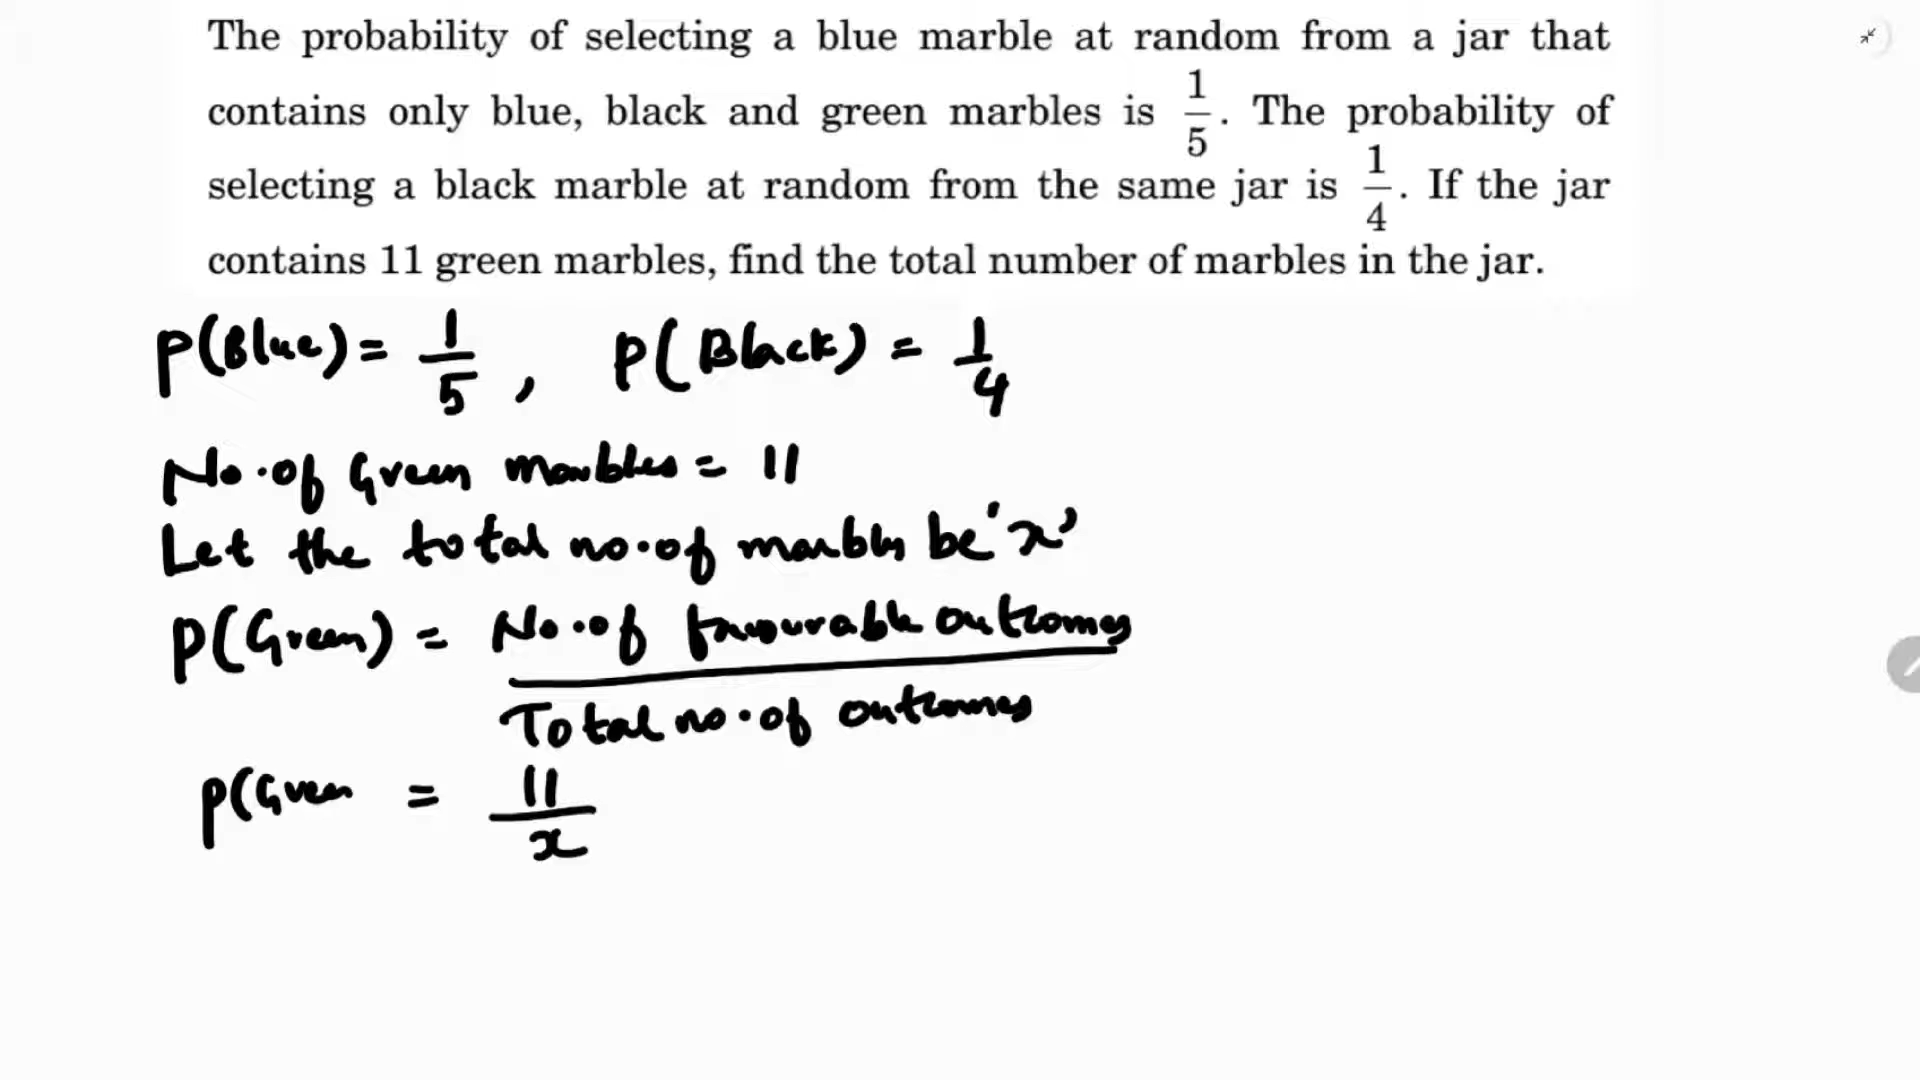 The probability of selecting a blue marble at random from a jar that
contains only blue, black and green marbles is 1/5. The probability of
selecting a black marble at random from the same jar is 1/4. If the jar
contains 11 green marbles, find the total number of marbles in the jar.
P(Blue) = 1/5, P(Black) = 1/4
No. of Green marbles = 11
Let the total no. of marbles be 'x'
P(Green) = No. of favourable outcomes
Total no. of outcomes
P(Green = 11/x